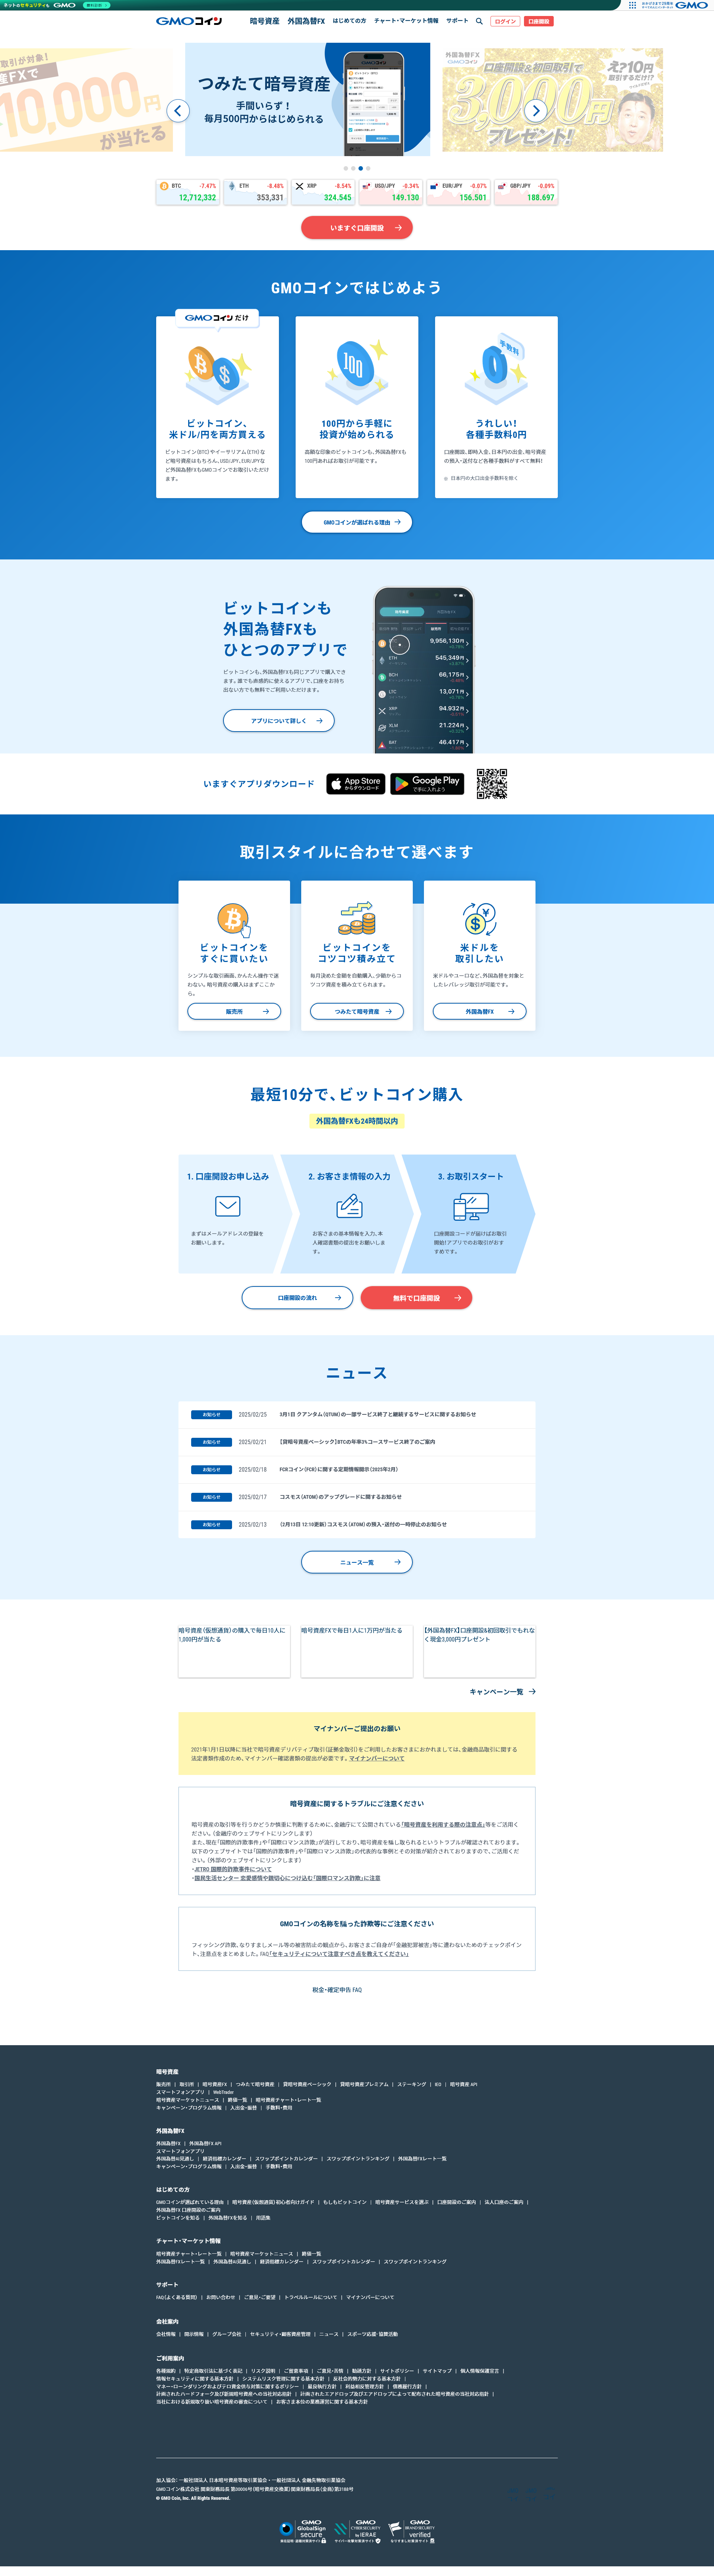 ネットのセキュリティも GMO 無料診断
GMO
GMOコイン
暗号資産 外国為替FX はじめての方 チャート・マーケット情報 サポート ログイン 口座開設
つみたて暗号資産
手間いらず！
毎月500円からはじめられる
10,000円
が当たる
口座開設&初回取引で
3,000円
プレゼント!
BTC -7.47%
12,712,332
ETH -8.48%
353,331
XRP -8.54%
324.545
USD/JPY -0.34%
149.130
EUR/JPY -0.07%
156.501
GBP/JPY -0.09%
188.697
いますぐ口座開設
GMOコインではじめよう
GMOコイン だけ
ビットコイン、
米ドル/円を両方買える
ビットコイン（BTC）やイーサリアム（ETH）など暗号資産はもちろん、USD/JPY、EUR/JPYなど外国為替FXもGMOコインでお取引いただけます。
100円から手軽に
投資が始められる
高額な印象のビットコインも、外国為替FXも100円あればお取引が可能です。
手数料
うれしい！
各種手数料0円
口座開設、即時入金、日本円の出金、暗号資産の預入・送付など各種手数料がすべて無料！
日本円の大口出金手数料を除く
GMOコインが選ばれる理由
ビットコインも
外国為替FXも
ひとつのアプリで
ビットコインも、外国為替FXも同じアプリで購入できます。誰でも直感的に使えるアプリで、口座をお持ち出ない方でも無料でご利用いただけます。
アプリについて詳しく
9,956,130円
ETH 545,349円
BCH 66,175円
LTC 13,071円
XRP 94.932円
XLM 21.224円
BAT 46.417円
いますぐアプリダウンロード
App Store
からダウンロード
Google Play
で手に入れよう
取引スタイルに合わせて選べます
ビットコインを
すぐに買いたい
シンプルな取引画面、かんたん操作で迷わない。暗号資産の購入はまずここから。
販売所
ビットコインを
コツコツ積み立て
毎月決めた金額を自動購入、少額からコツコツ資産を積み立てられます。
つみたて暗号資産
米ドルを
取引したい
米ドルやユーロなど、外国為替を対象としたレバレッジ取引が可能です。
外国為替FX
最短10分で、ビットコイン購入
外国為替FXも24時間以内
1. 口座開設お申し込み
まずはメールアドレスの登録をお願いします。
2. お客さま情報の入力
お客さまの基本情報を入力、本人確認書類の提出をお願いします。
3. お取引スタート
口座開設コードが届けばお取引開始！アプリでのお取引がおすすめです。
口座開設の流れ
無料で口座開設
ニュース
お知らせ 2025/02/25 3月1日 クアンタム（QTUM）の一部サービス終了と継続するサービスに関するお知らせ
お知らせ 2025/02/21 【貸暗号資産ベーシック】BTCの年率3%コースサービス終了のご案内
お知らせ 2025/02/18 FCRコイン（FCR）に関する定期情報開示（2025年2月）
お知らせ 2025/02/17 コスモス（ATOM）のアップグレードに関するお知らせ
お知らせ 2025/02/13 （2月13日 12:10更新）コスモス（ATOM）の預入・送付の一時停止のお知らせ
ニュース一覧
暗号資産（仮想通貨）の購入で毎日10人に1,000円が当たる
暗号資産FXで毎日1人に1万円が当たる
【外国為替FX】口座開設&初回取引でもれなく現金3,000円プレゼント
キャンペーン一覧
マイナンバーご提出のお願い
2021年1月1日以降に当社で暗号資産デリバティブ取引（証拠金取引）をご利用したお客さまにおかれましては、金融商品取引に関する法定書類作成のため、マイナンバー確認書類の提出が必要です。マイナンバーについて
暗号資産に関するトラブルにご注意ください
暗号資産の取引等を行うかどうか慎重に判断するために、金融庁にて公開されている「暗号資産を利用する際の注意点」等をご活用ください。（金融庁のウェブサイトにリンクします）
また、現在「国際的詐欺事件」や「国際ロマンス詐欺」が流行しており、暗号資産を騙し取られるというトラブルが確認されております。
以下のウェブサイトでは「国際的詐欺事件」や「国際ロマンス詐欺」の代表的な事例とその対策が紹介されておりますので、ご活用ください。（外部のウェブサイトにリンクします）
・JETRO 国際的詐欺事件について
・国民生活センター 恋愛感情や親切心につけ込む「国際ロマンス詐欺」に注意
GMOコインの名称を騙った詐欺等にご注意ください
フィッシング詐欺、なりすましメール等の被害防止の観点から、お客さまご自身が「金融犯罪被害」等に遭わないためのチェックポイント、注意点をまとめました。FAQ「セキュリティについて注意すべき点を教えてください」
税金・確定申告 FAQ
暗号資産
販売所 | 取引所 | 暗号資産FX | つみたて暗号資産 | 貸暗号資産ベーシック | 貸暗号資産プレミアム | ステーキング | IEO | 暗号資産 API
スマートフォンアプリ | WebTrader
暗号資産マーケットニュース | 終値一覧 | 暗号資産チャート・レート一覧
キャンペーン・プログラム情報 | 入出金・振替 | 手数料・費用
外国為替FX
外国為替FX | 外国為替FX API
スマートフォンアプリ
外国為替AI見通し | 経済指標カレンダー | スワップポイントカレンダー | スワップポイントランキング | 外国為替FXレート一覧
キャンペーン・プログラム情報 | 入出金・振替 | 手数料・費用
はじめての方
GMOコインが選ばれている理由 | 暗号資産（仮想通貨）初心者向けガイド | もしもビットコイン | 暗号資産サービスを選ぶ | 口座開設のご案内 | 法人口座のご案内 |
外国為替FX 口座開設のご案内
ビットコインを知る | 外国為替FXを知る | 用語集
チャート・マーケット情報
暗号資産チャート・レート一覧 | 暗号資産マーケットニュース | 終値一覧
外国為替FXレート一覧 | 外国為替AI見通し | 経済指標カレンダー | スワップポイントカレンダー | スワップポイントランキング
サポート
FAQ（よくある質問） | お問い合わせ | ご意見・ご要望 | トラベルルールについて | マイナンバーについて
会社案内
会社情報 | 開示情報 | グループ会社 | セキュリティ・顧客資産管理 | ニュース | スポーツ応援・協賛活動
ご利用案内
各種規約 | 特定商取引法に基づく表記 | リスク説明 | ご留意事項 | ご意見・苦情 | 勧誘方針 | サイトポリシー | サイトマップ | 個人情報保護宣言 |
情報セキュリティに関する基本方針 | システムリスク管理に関する基本方針 | 反社会的勢力に対する基本方針 |
マネー・ローンダリングおよびテロ資金供与対策に関するポリシー | 最良執行方針 | 利益相反管理方針 | 債務履行方針 |
計画されたハードフォーク及び新規暗号資産への当社対応指針 | 計画されたエアドロップ及びエアドロップによって配布された暗号資産の当社対応指針 |
当社における新規取り扱い暗号資産の審査について | お客さま本位の業務運営に関する基本方針
加入協会：一般社団法人 日本暗号資産等取引業協会・一般社団法人 金融先物取引業協会
GMOコイン株式会社 関東財務局長 第00006号（暗号資産交換業）関東財務局長（金商）第3188号
© GMO Coin, Inc. All Rights Reserved.
GMO GlobalSign secure
GMO CYBERSECURITY by IERAE
GMO BRAND SECURITY verified